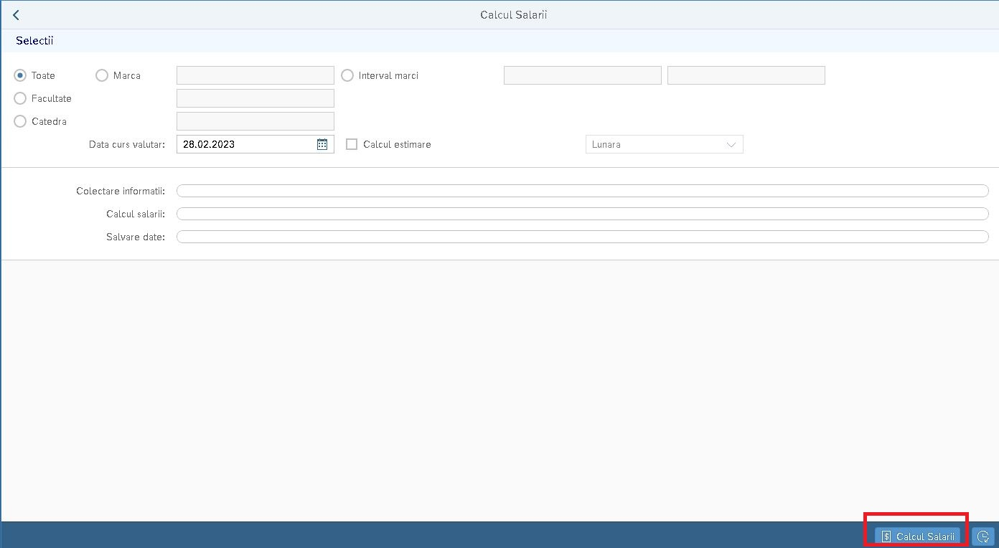 Calcul Salarii
Selectii
Toate Marca Interval marci
Facultate
Catedra
Data curs valutar: 28.02.2023 Calcul estimare Lunara
Colectare informatii:
Calcul salarii:
Salvare date:
Calcul Salarii